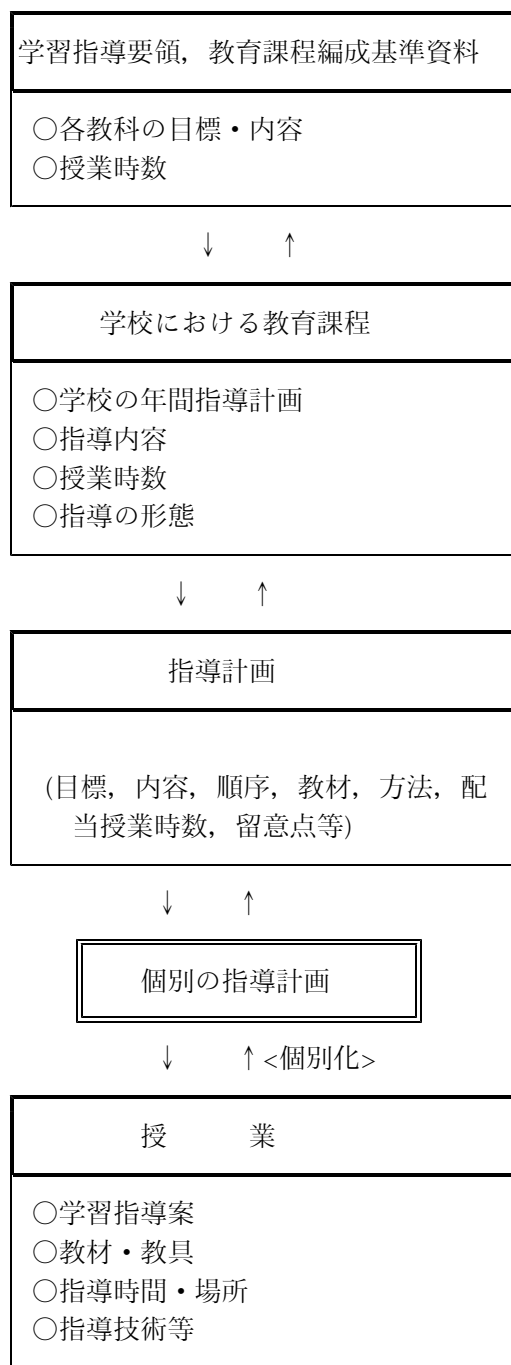 学習指導要領，教育課程編成基準資料
○各教科の目標・内容
○授業時数
↓　↑
学校における教育課程
○学校の年間指導計画
○指導内容
○授業時数
○指導の形態
↓　↑
指導計画
(目標，内容，順序，教材，方法，配
当授業時数，留意点等)
↓　↑
個別の指導計画
↓　↑<個別化>
授　　業
○学習指導案
○教材・教具
○指導時間・場所
○指導技術等